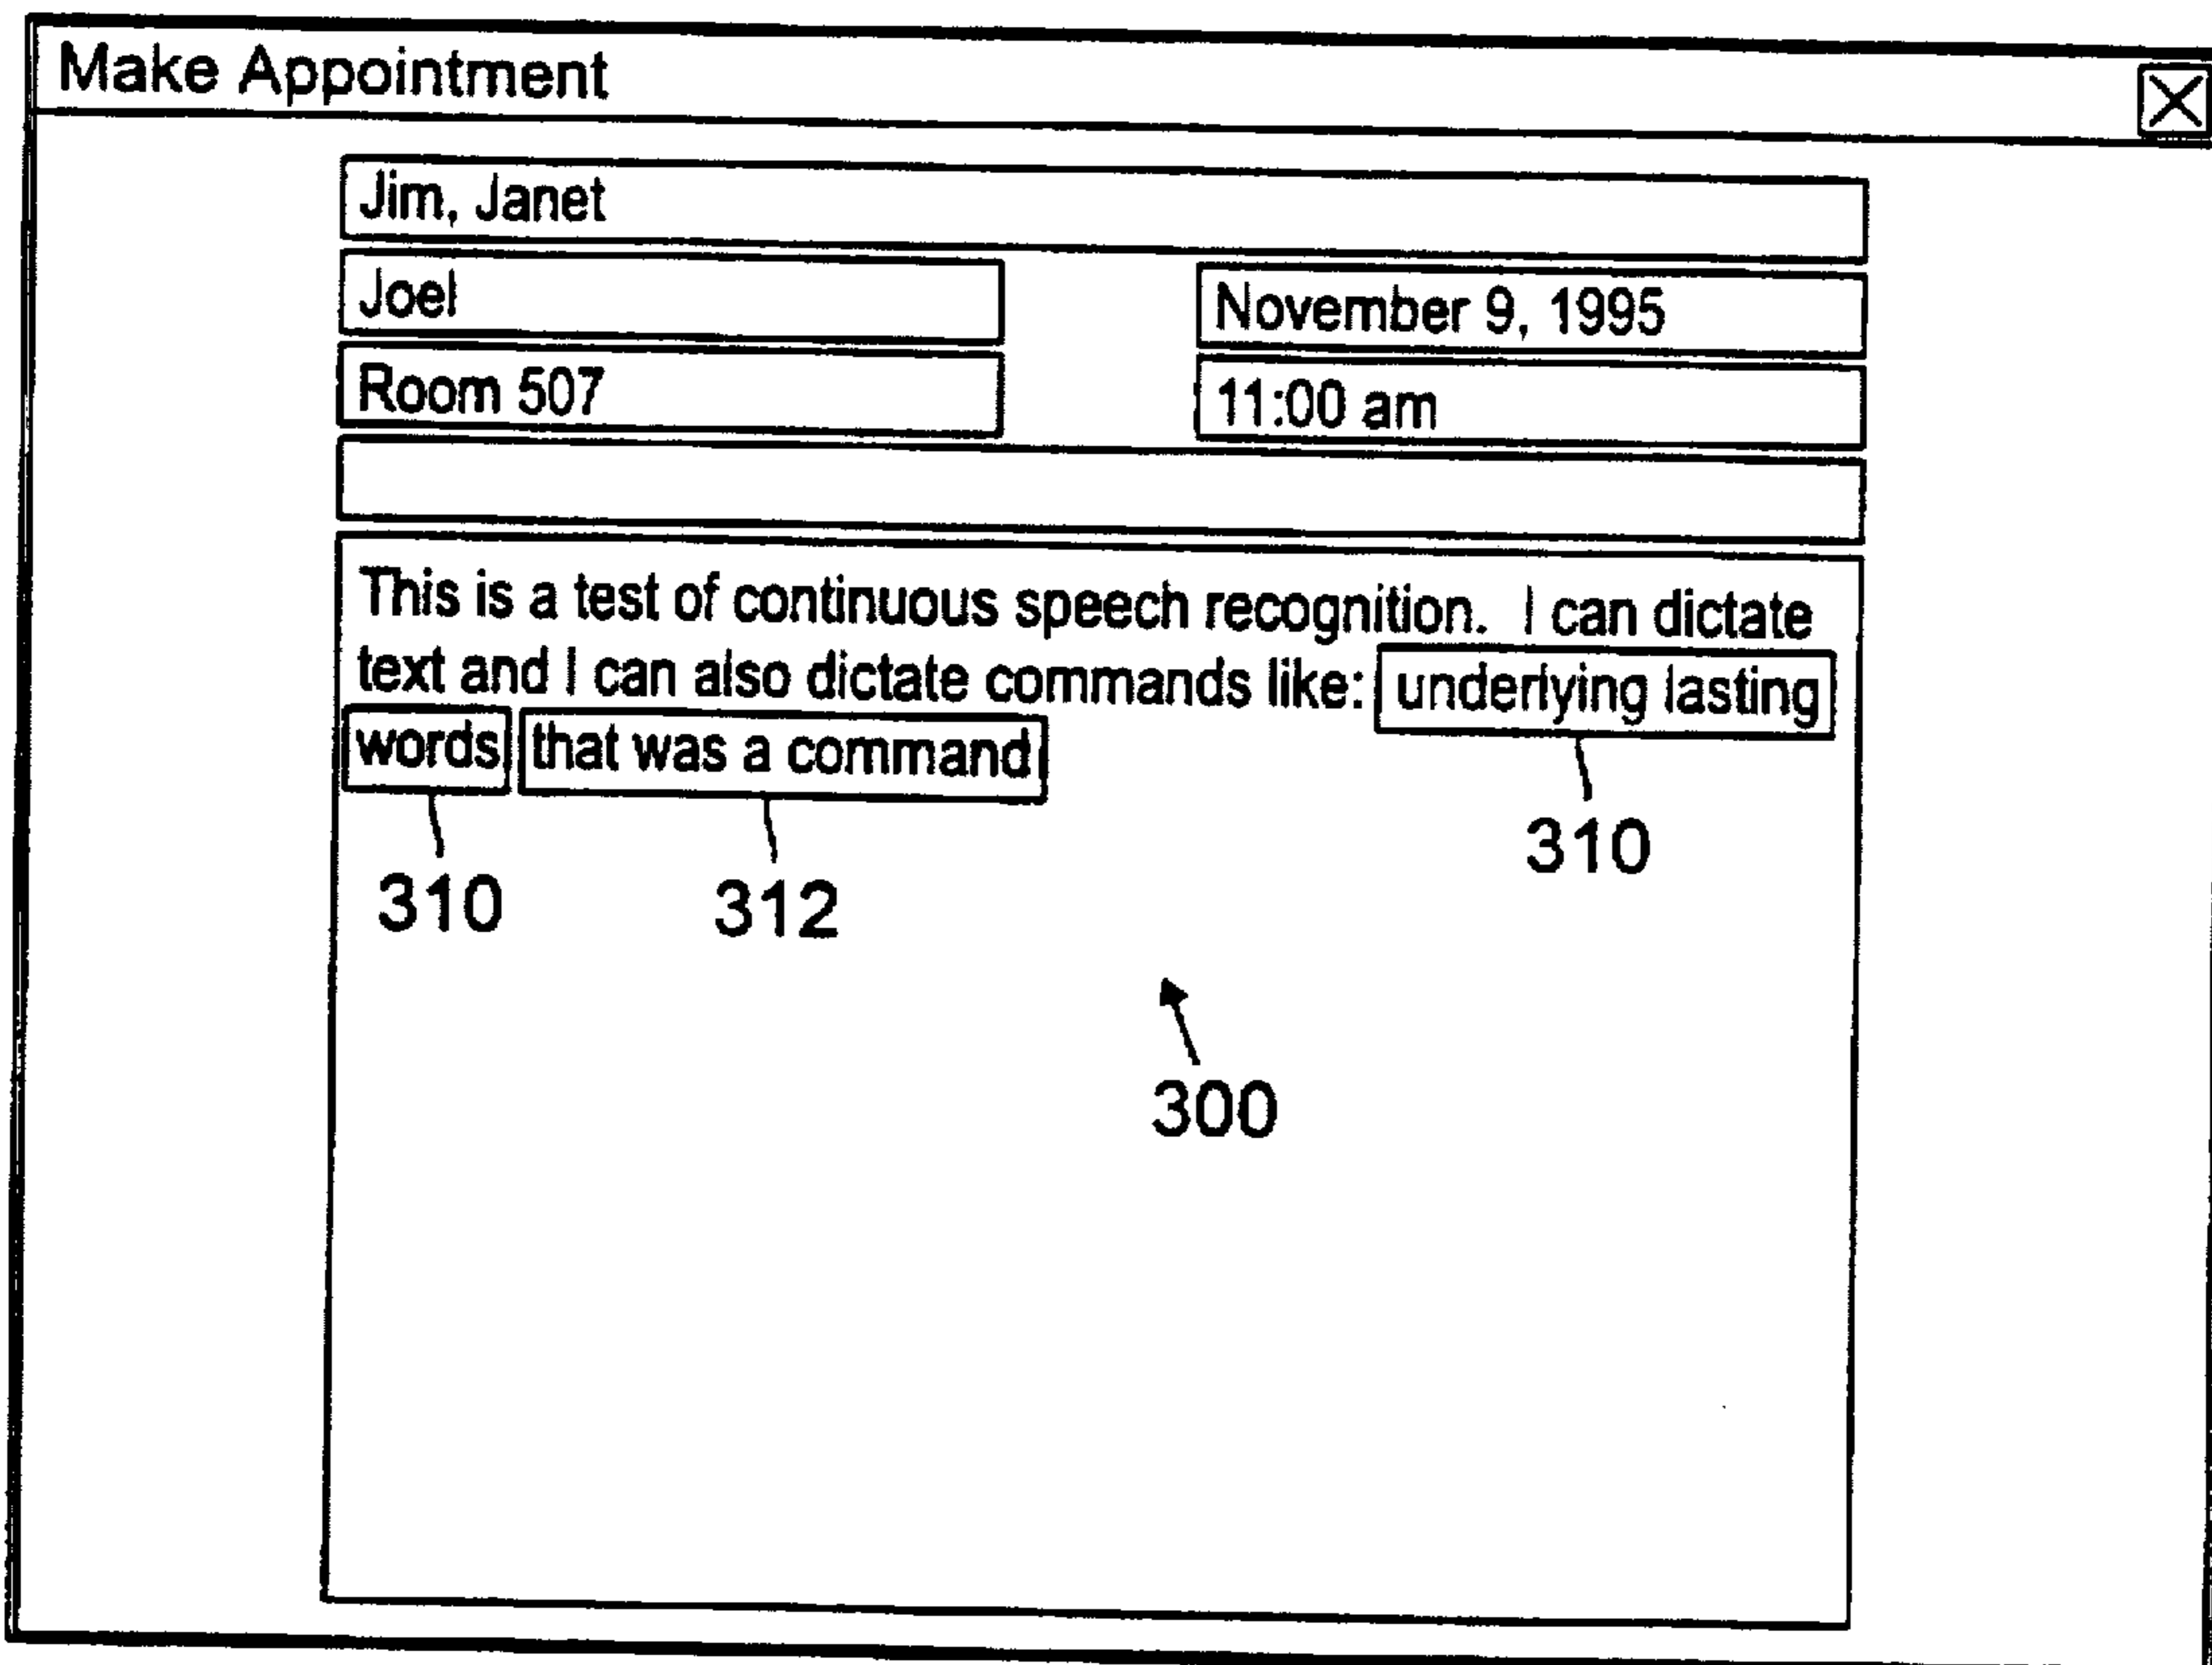 Make Appointment
Jim, Janet
Joel
November 9, 1995
Room 507
11:00 am
This is a test of continuous speech recognition.  I can dictate
text and I can also dictate commands like: underlying lasting
words that was a command
310
310
312
300